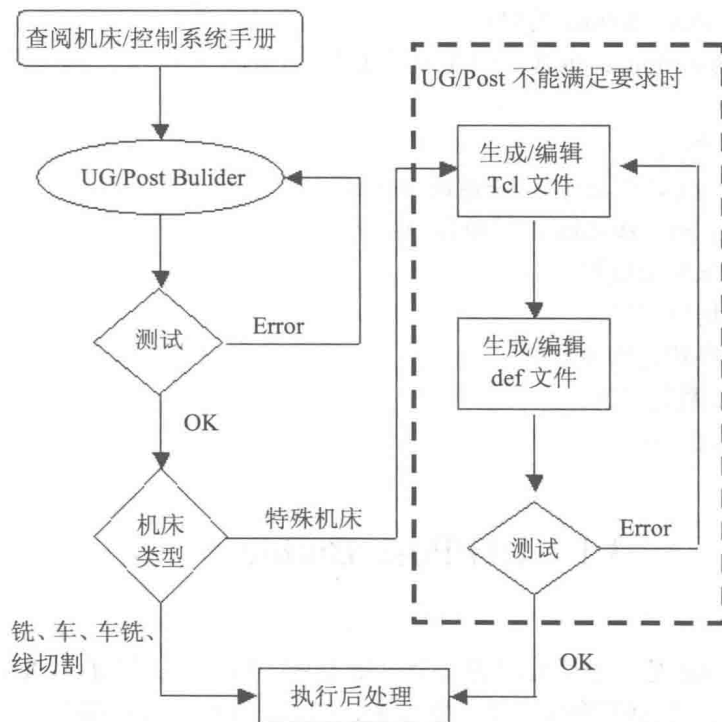 查阅机床/控制系统手册
UG/Post Bulider
测试
Error
OK
机床
类型
特殊机床
铣、车、车铣、
线切割
UG/Post 不能满足要求时
生成/编辑
Tcl 文件
生成/编辑
def 文件
测试
Error
OK
执行后处理